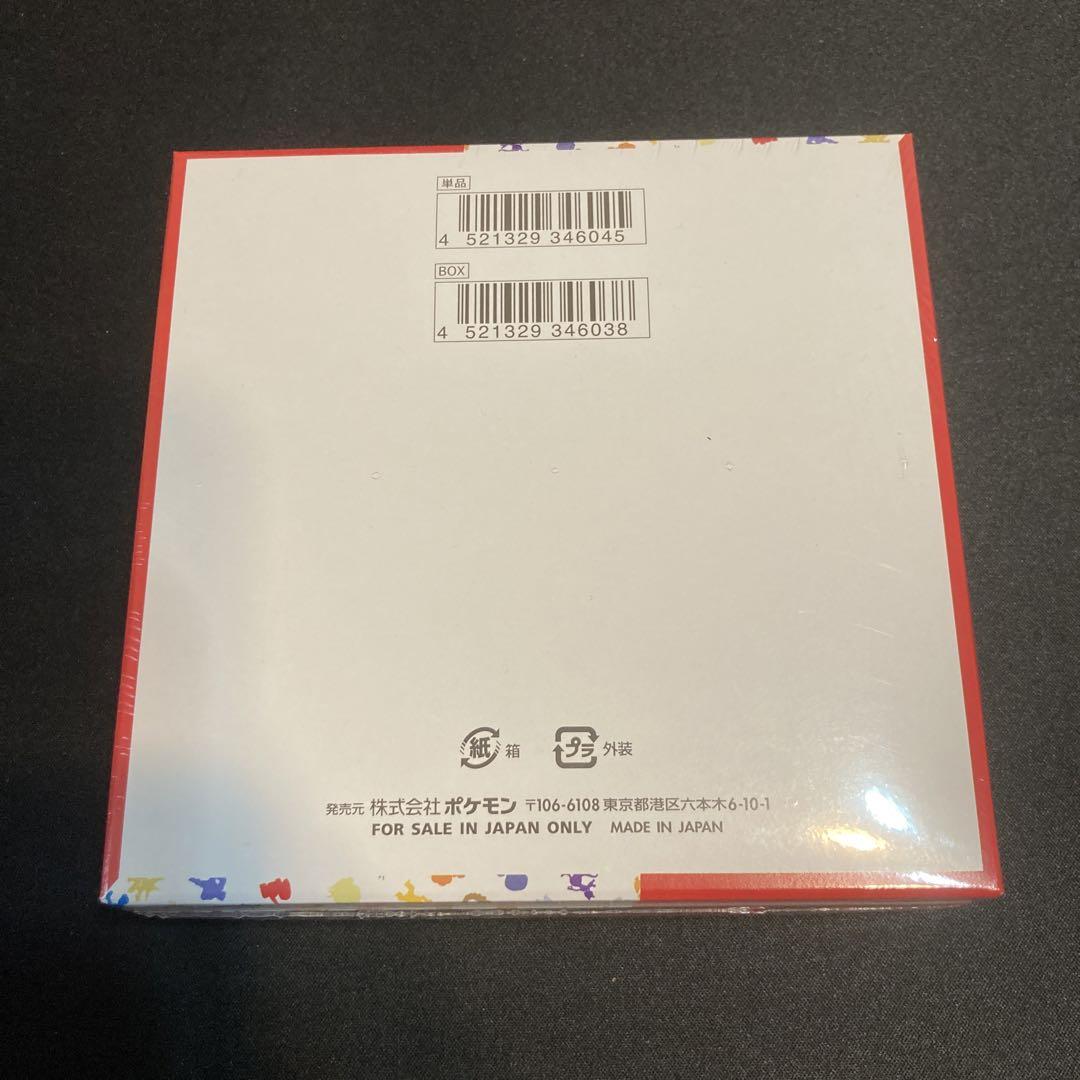 単品
4 521329 346045
BOX
4 521329 346038
紙 箱 プラ 外装
発売元 株式会社 ポケモン 〒106-6108 東京都港区六本木6-10-1
FOR SALE IN JAPAN ONLY MADE IN JAPAN